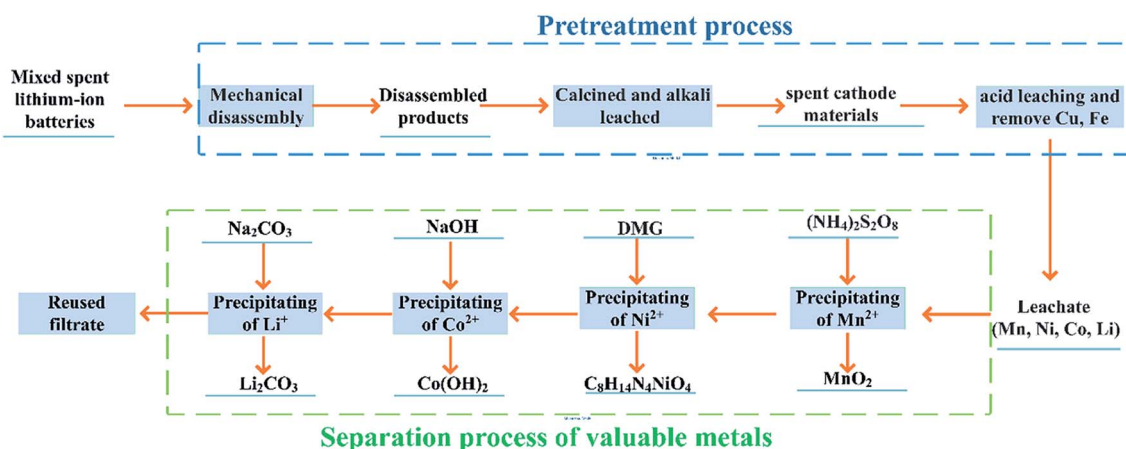 Pretreatment process
Mixed spent
lithium-ion
batteries
Mechanical
disassembly
Disassembled
products
Calcined and alkali
leached
spent cathode
materials
acid leaching and
remove Cu, Fe
Na₂CO₃
NaOH
DMG
(NH₄)₂S₂O₈
Reused
filtrate
Precipitating
of Li⁺
Precipitating
of Co²⁺
Precipitating
of Ni²⁺
Precipitating
of Mn²⁺
Leachate
(Mn, Ni, Co, Li)
Li₂CO₃
Co(OH)₂
C₈H₁₄N₄NiO₄
MnO₂
Separation process of valuable metals